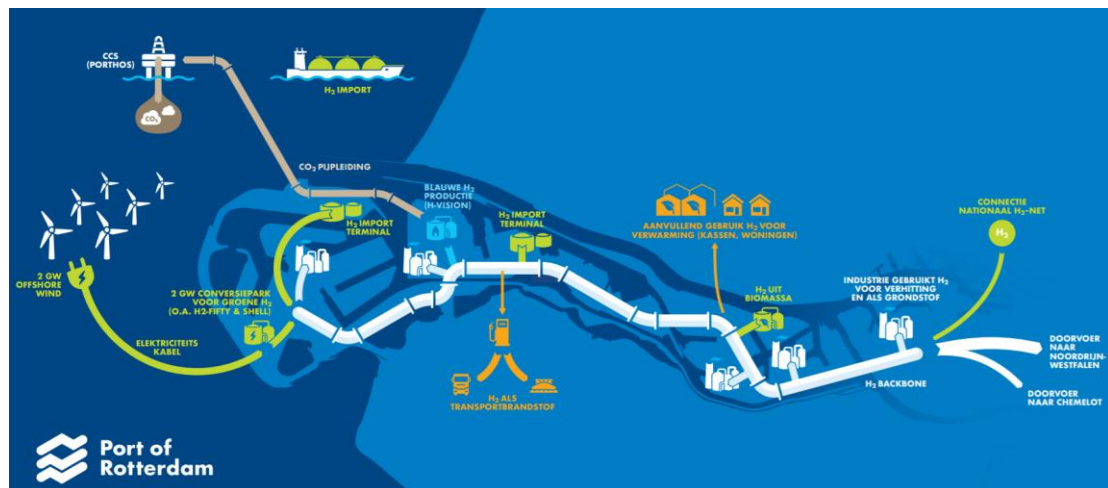 CCS
(PORTHOS)
CO₂
H₂ IMPORT
CO₂ PIJPLEIDING
BLAUWE H₂
PRODUCTIE
(H-VISION)
H₂ IMPORT
TERMINAL
H₂ IMPORT
TERMINAL
AANVULLEND GEBRUIK H₂ VOOR
VERWARMING (KASSEN, WONINGEN)
CONNECTIE
NATIONAAL H₂-NET
H₂
2 GW
OFFSHORE
WIND
2 GW CONVERSIEPARK
VOOR GROENE H₂
(O.A. H2-FIFTY & SHELL)
ELEKTRICITEITS
KABEL
H₂ UIT
BIOMASSA
INDUSTRIE GEBRUIKT H₂
VOOR VERHITTING
EN ALS GRONDSTOF
H₂ ALS
TRANSPORTBRANDSTOF
H₂ BACKBONE
DOORVOER
NAAR
NOORDRIJN-
WESTFALEN
DOORVOER
NAAR CHEMELOT
Port of
Rotterdam